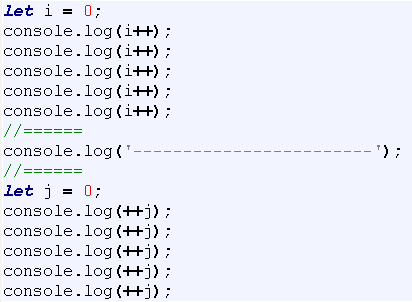 let i = 0;
console.log(i++);
console.log(i++);
console.log(i++);
console.log(i++);
console.log(i++);
//======
console.log('------------------------');
//======
let j = 0;
console.log(++j);
console.log(++j);
console.log(++j);
console.log(++j);
console.log(++j);